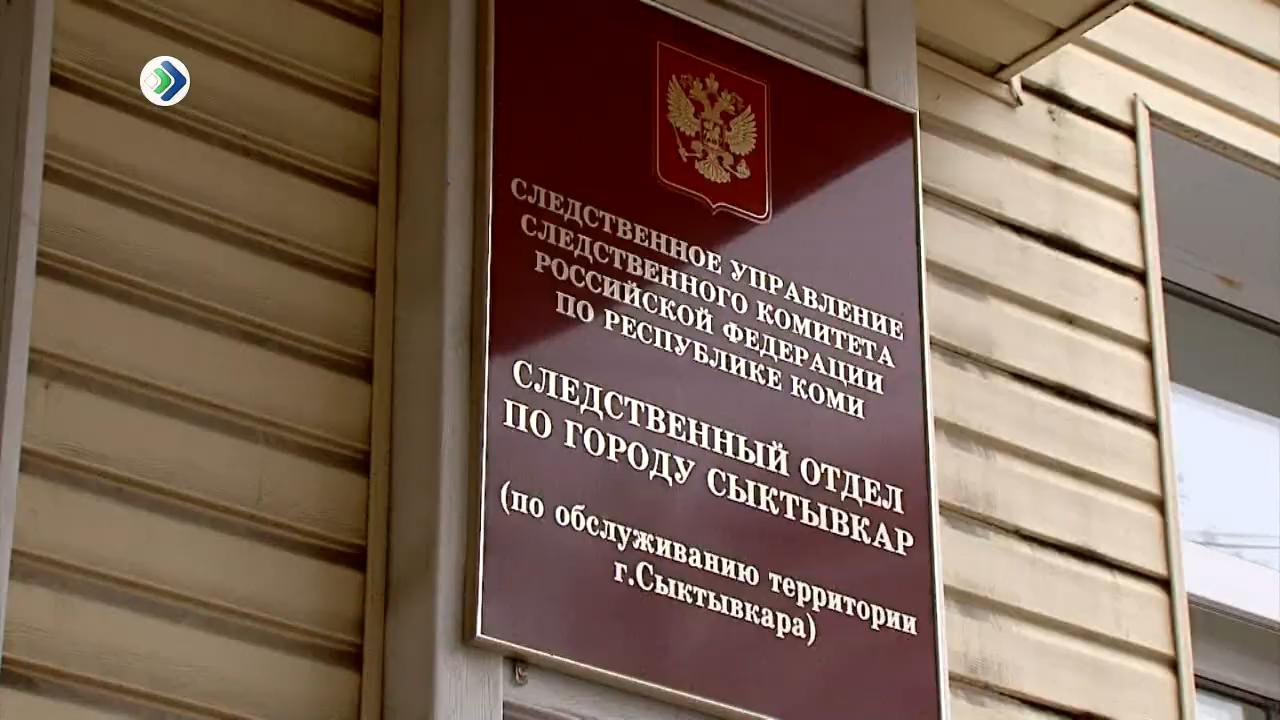 СЛЕДСТВЕННОЕ УПРАВЛЕНИЕ
СЛЕДСТВЕННОГО КОМИТЕТА
РОССИЙСКОЙ ФЕДЕРАЦИИ
ПО РЕСПУБЛИКЕ КОМИ
СЛЕДСТВЕННЫЙ ОТДЕЛ
ПО ГОРОДУ СЫКТЫВКАР
(по обслуживанию территории
г.Сыктывкара)